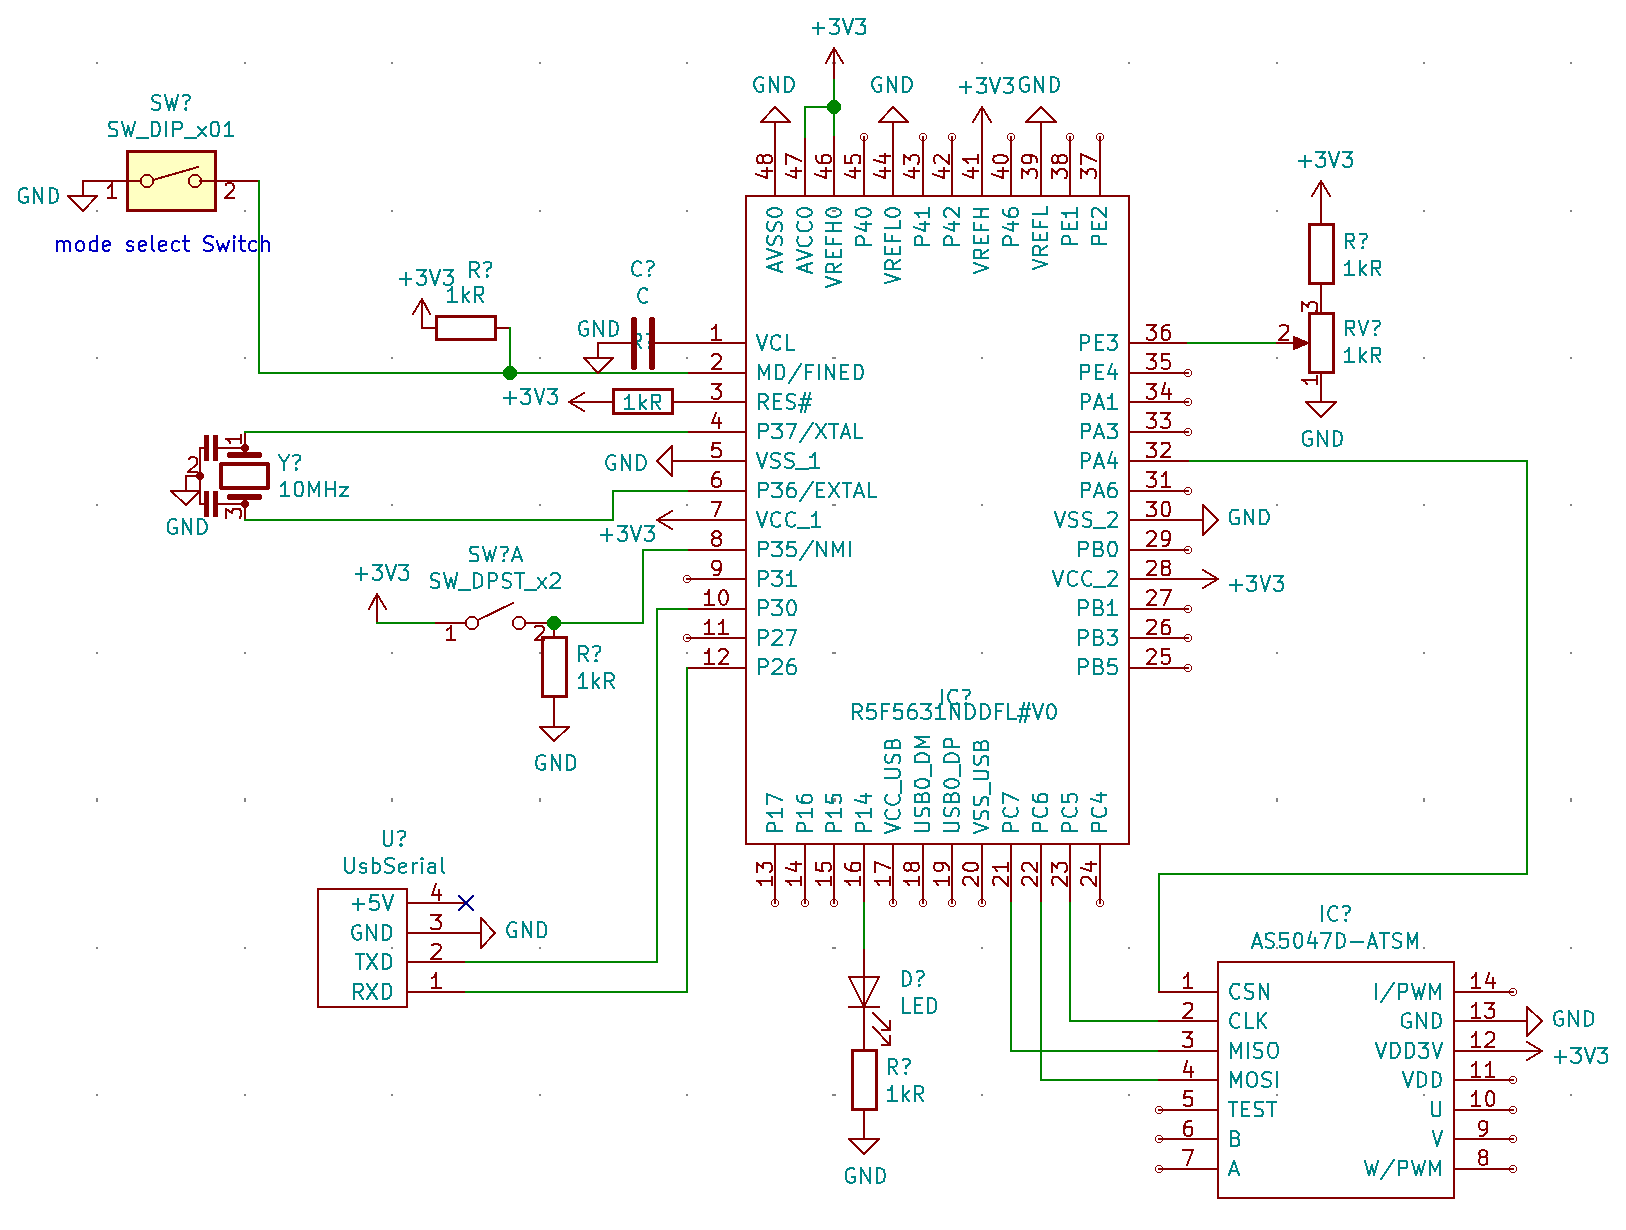 +3V3
GND
GND
+3V3
GND
48
47
46
45
44
43
42
41
40
39
38
37
AVSS0
AVCC0
VREFH0
P40
VREFL0
P41
P42
VREFH
P46
VREFL
PE1
PE2
SW?
SW_DIP_x01
GND
1
2
mode select Switch
+3V3
R?
1kR
C?
C
GND
R?
+3V3
1kR
1
VCL
2
MD/FINED
3
RES#
4
P37/XTAL
5
VSS_1
6
P36/EXTAL
7
VCC_1
8
P35/NMI
9
P31
10
P30
11
P27
12
P26
GND
+3V3
1
2
3
Y?
10MHz
GND
SW?A
SW_DPST_x2
+3V3
1
2
R?
1kR
GND
+3V3
R?
1kR
3
RV?
1kR
2
1
GND
PE3
36
PE4
35
PA1
34
PA3
33
PA4
32
PA6
31
VSS_2
30
GND
PB0
29
VCC_2
28
+3V3
PB1
27
PB3
26
PB5
25
IC?
R5F5631NDDFL#V0
P17
P16
P15
P14
VCC_USB
USB0_DM
USB0_DP
VSS_USB
PC7
PC6
PC5
PC4
13
14
15
16
17
18
19
20
21
22
23
24
U?
UsbSerial
+5V
4
GND
3
GND
TXD
2
RXD
1
D?
LED
R?
1kR
GND
IC?
AS5047D-ATSM
1
CSN
2
CLK
3
MISO
4
MOSI
5
TEST
6
B
7
A
I/PWM
14
GND
13
GND
VDD3V
12
+3V3
VDD
11
U
10
V
9
W/PWM
8